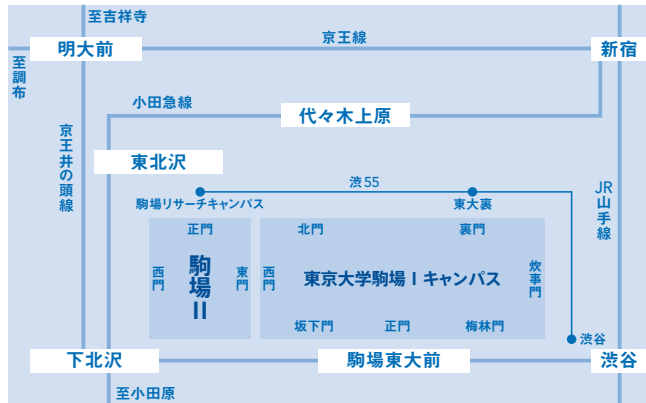 至吉祥寺
京王線
明大前
新宿
至調布
小田急線
代々木上原
京王井の頭線
東北沢
渋55
JR山手線
駒場リサーチキャンパス
東大裏
正門
北門
裏門
西門
駒場II
東門
西門
東京大学駒場Iキャンパス
炊事門
坂下門
正門
梅林門
渋谷
下北沢
駒場東大前
渋谷
至小田原